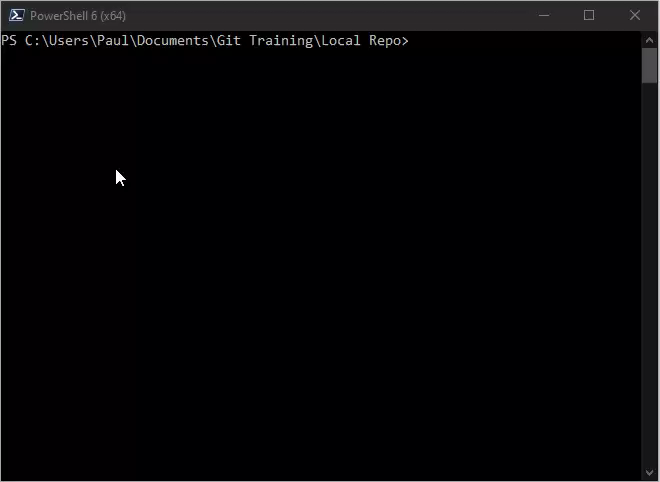 PowerShell 6 (x64)
PS C:\Users\Paul\Documents\Git Training\Local Repo>